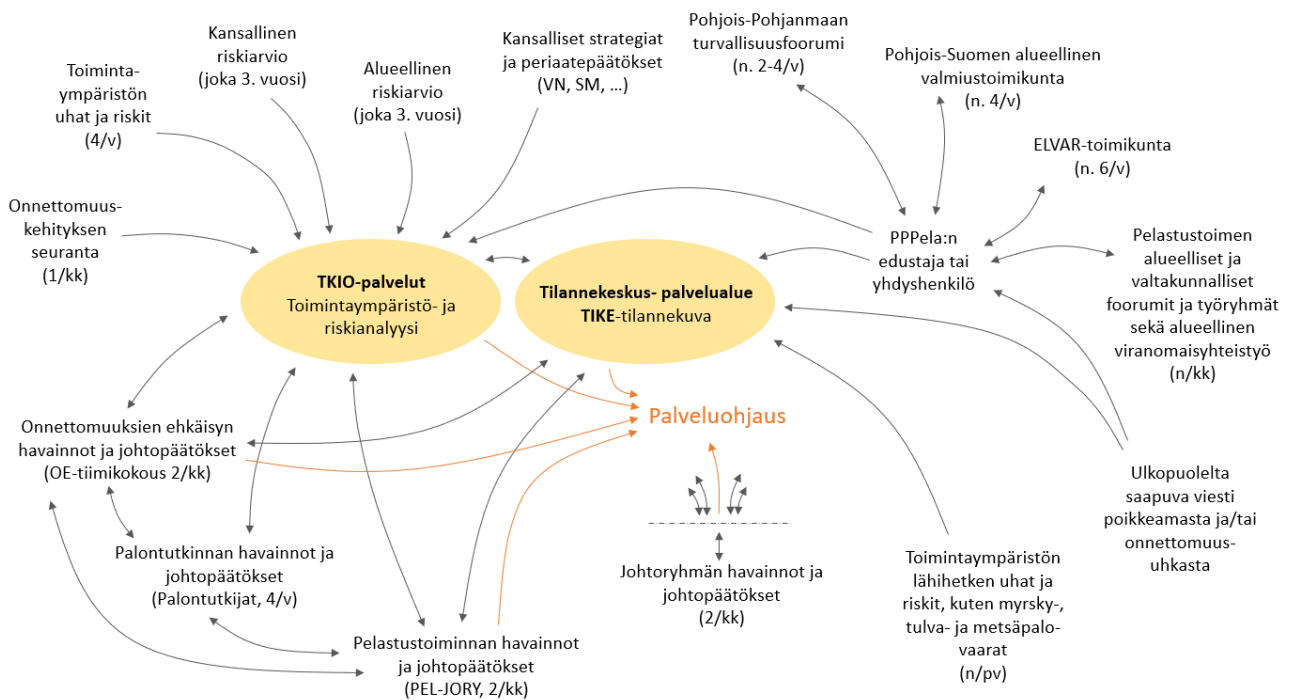 Toiminta-
ympäristön
uhat ja riskit
(4/v)
Kansallinen
riskiarvio
(joka 3. vuosi)
Alueellinen
riskiarvio
(joka 3. vuosi)
Kansalliset strategiat
ja periaatepäätökset
(VN, SM, …)
Pohjois-Pohjanmaan
turvallisuusfoorumi
(n. 2-4/v)
Pohjois-Suomen alueellinen
valmiustoimikunta
(n. 4/v)
ELVAR-toimikunta
(n. 6/v)
Onnettomuus-
kehityksen
seuranta
(1/kk)
TKIO-palvelut
Toimintaympäristö- ja
riskianalyysi
Tilannekeskus- palvelualue
TIKE-tilannekuva
PPPela:n
edustaja tai
yhdyshenkilö
Pelastustoimen
alueelliset ja
valtakunnalliset
foorumit ja työryhmät
sekä alueellinen
viranomaisyhteistyö
(n/kk)
Onnettomuuksien ehkäisyn
havainnot ja johtopäätökset
(OE-tiimikokous 2/kk)
Palveluohjaus
Ulkopuolelta
saapuva viesti
poikkeamasta ja/tai
onnettomuus-
uhkasta
Palontutkinnan havainnot ja
johtopäätökset
(Palontutkijat, 4/v)
Johtoryhmän havainnot ja
johtopäätökset
(2/kk)
Toimintaympäristön
lähihetken uhat ja
riskit, kuten myrsky-,
tulva- ja metsäpalo-
vaarat
(n/pv)
Pelastustoiminnan havainnot
ja johtopäätökset
(PEL-JORY, 2/kk)